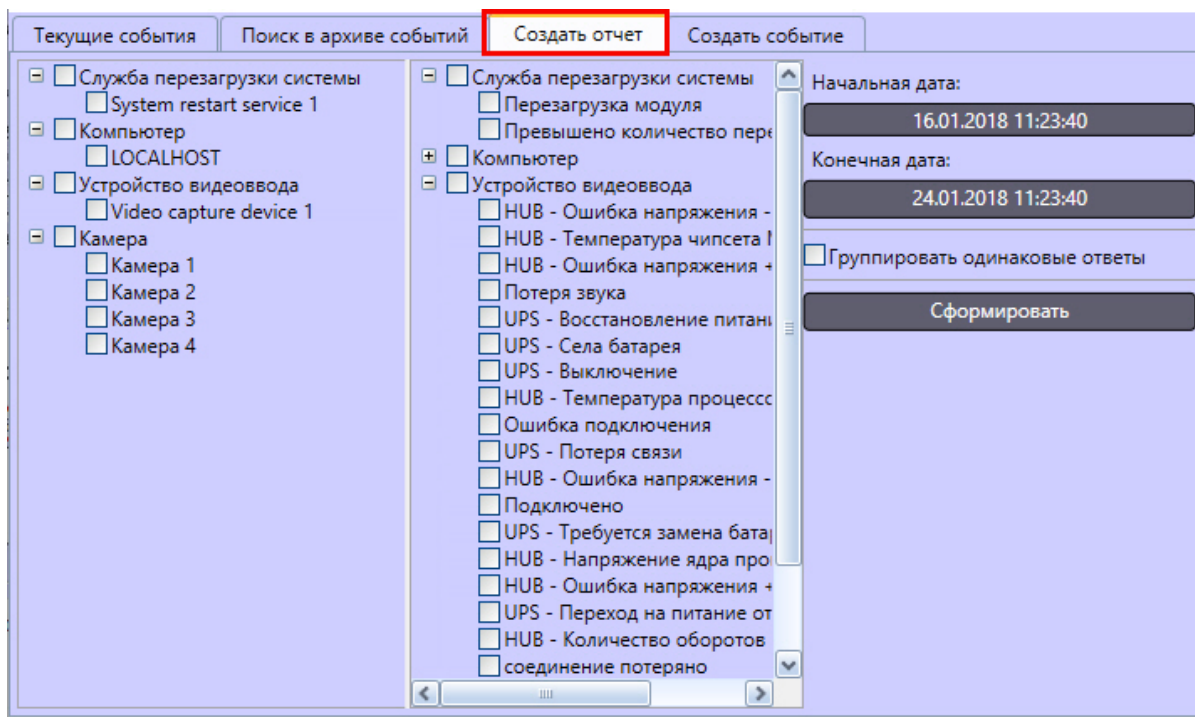 Текущие события
Поиск в архиве событий
Создать отчет
Создать событие
Служба перезагрузки системы
System restart service 1
Компьютер
LOCALHOST
Устройство видеоввода
Video capture device 1
Камера
Камера 1
Камера 2
Камера 3
Камера 4
Служба перезагрузки системы
Перезагрузка модуля
Превышено количество
Компьютер
Устройство видеоввода
HUB - Ошибка напряжения -
HUB - Температура чипсета
HUB - Ошибка напряжения +
Потеря звука
UPS - Восстановление
UPS - Села батарея
UPS - Выключение
HUB - Температура
Ошибка подключения
UPS - Потеря связи
HUB - Ошибка напряжения -
Подключено
UPS - Требуется замена
HUB - Напряжение ядра
HUB - Ошибка напряжения +
UPS - Переход на питание от
HUB - Количество оборотов
соединение потеряно
Начальная дата:
16.01.2018 11:23:40
Конечная дата:
24.01.2018 11:23:40
Группировать одинаковые ответы
Сформировать